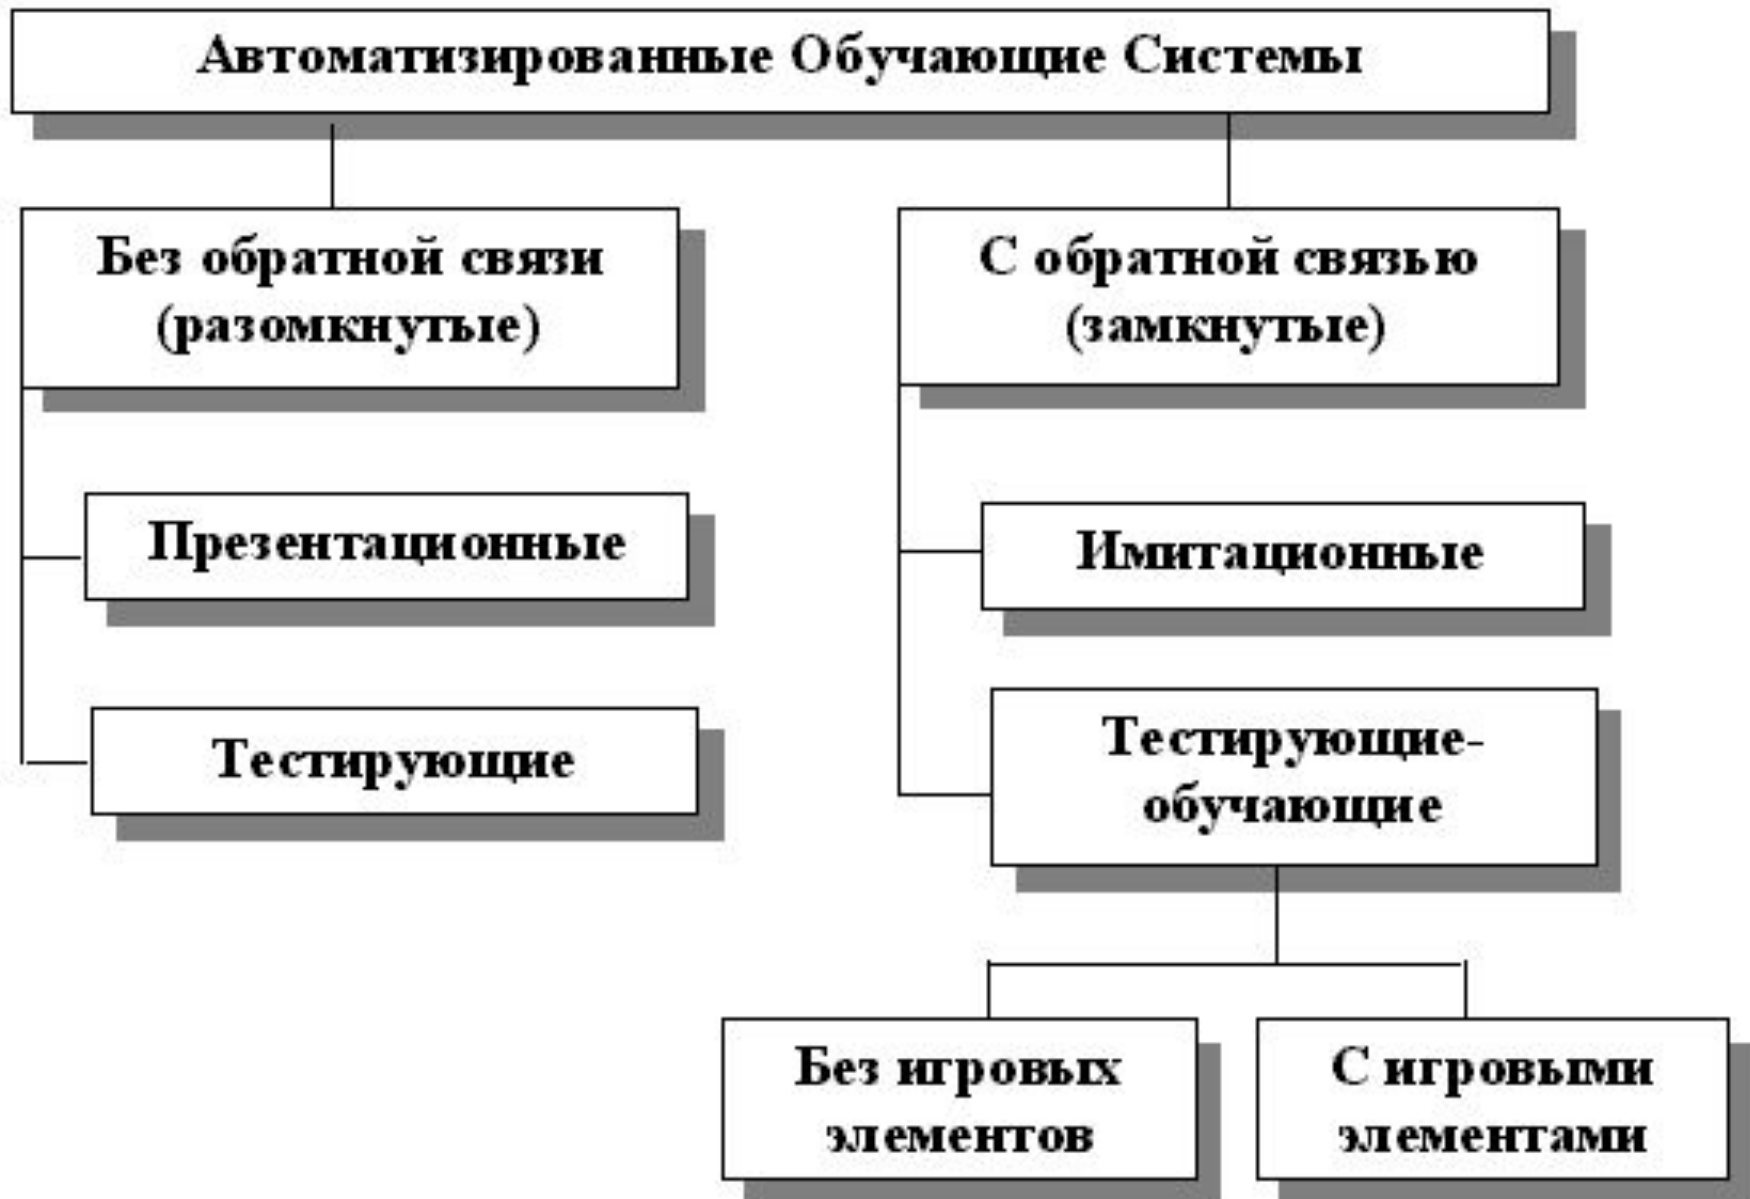 Автоматизированные Обучающие Системы
Без обратной связи
(разомкнутые)
С обратной связью
(замкнутые)
Презентационные
Имитационные
Тестирующие
Тестирующие-
обучающие
Без игровых
элементов
С игровыми
элементами